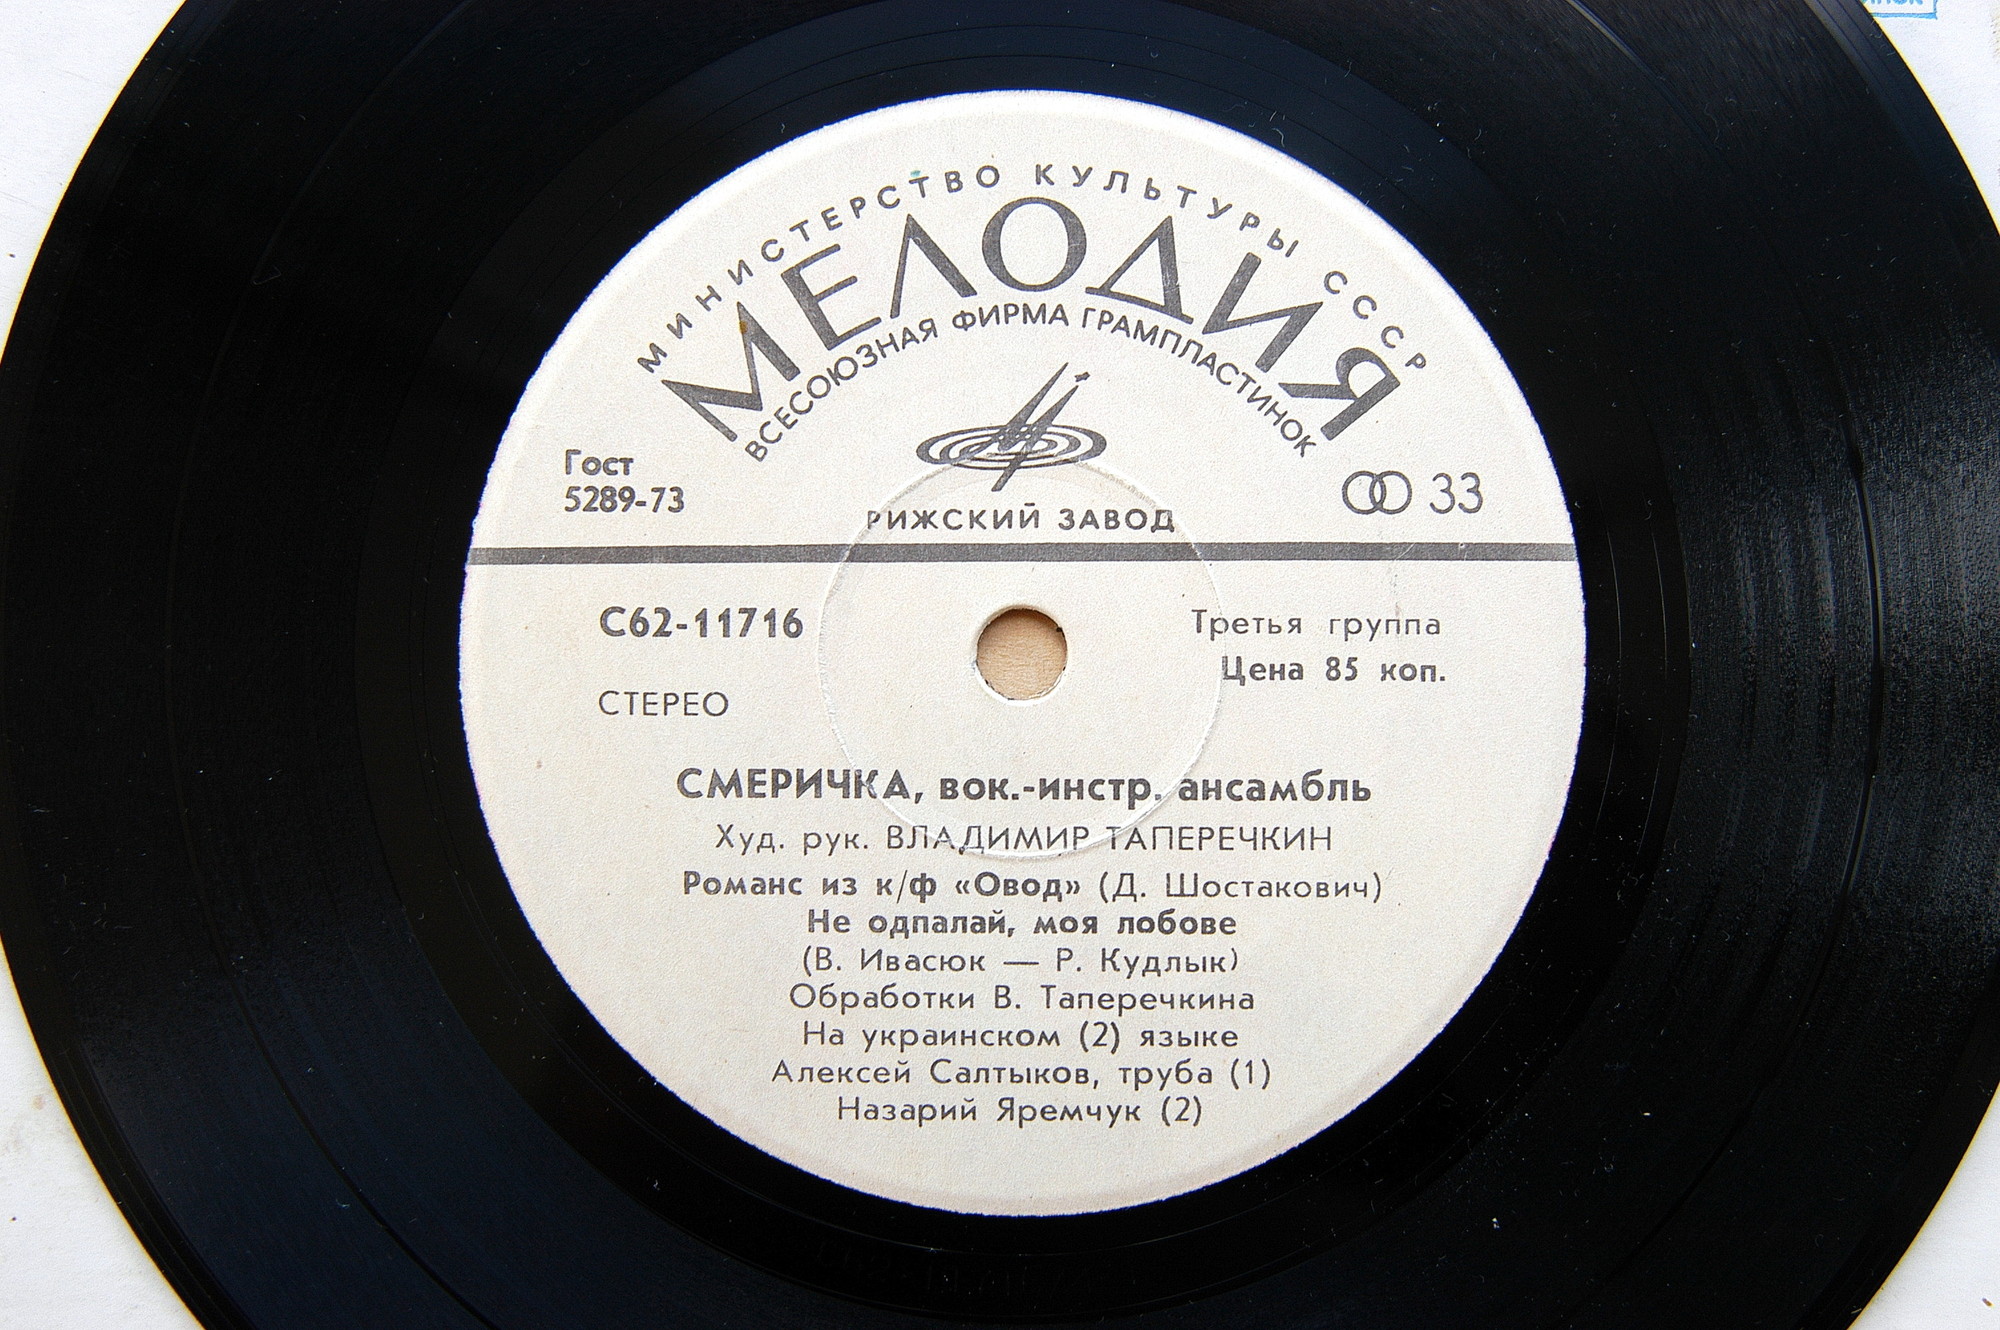 МИНИСТЕРСТВО КУЛЬТУРЫ СССР
МЕЛОДИЯ
ВСЕСОЮЗНАЯ ФИРМА ГРАМПЛАСТИНОК
Гост
5289-73
33
РИЖСКИЙ ЗАВОД
С62-11716
Третья группа
Цена 85 коп.
СТЕРЕО
СМЕРИЧКА, вок.-инстр. ансамбль
Худ. рук. ВЛАДИМИР ТАПЕРЕЧКИН
Романс из к/ф «Овод» (Д. Шостакович)
Не одпалай, моя лобове
(В. Ивасюк — Р. Кудлык)
Обработки В. Таперечкина
На украинском (2) языке
Алексей Салтыков, труба (1)
Назарий Яремчук (2)